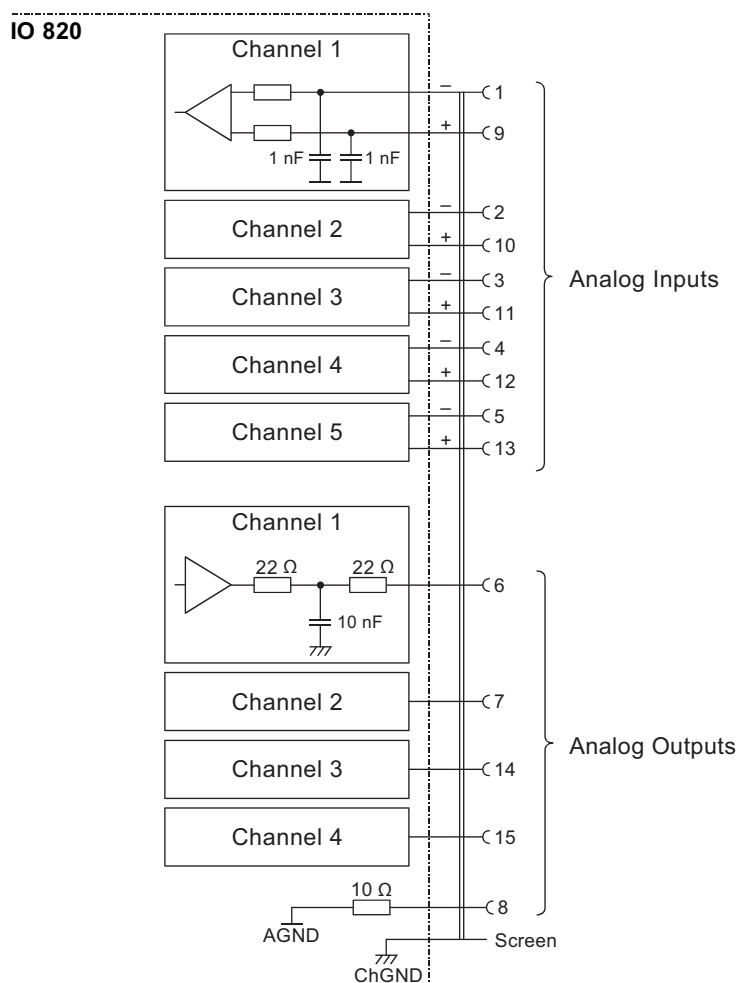 IO 820
Channel 1
–
1
+
9
1 nF
1 nF
–
2
Channel 2
+
10
–
3
Channel 3
+
11
Analog Inputs
–
4
Channel 4
+
12
–
5
Channel 5
+
13
Channel 1
22 Ω
22 Ω
6
10 nF
Channel 2
7
Analog Outputs
Channel 3
14
Channel 4
15
10 Ω
8
AGND
Screen
ChGND